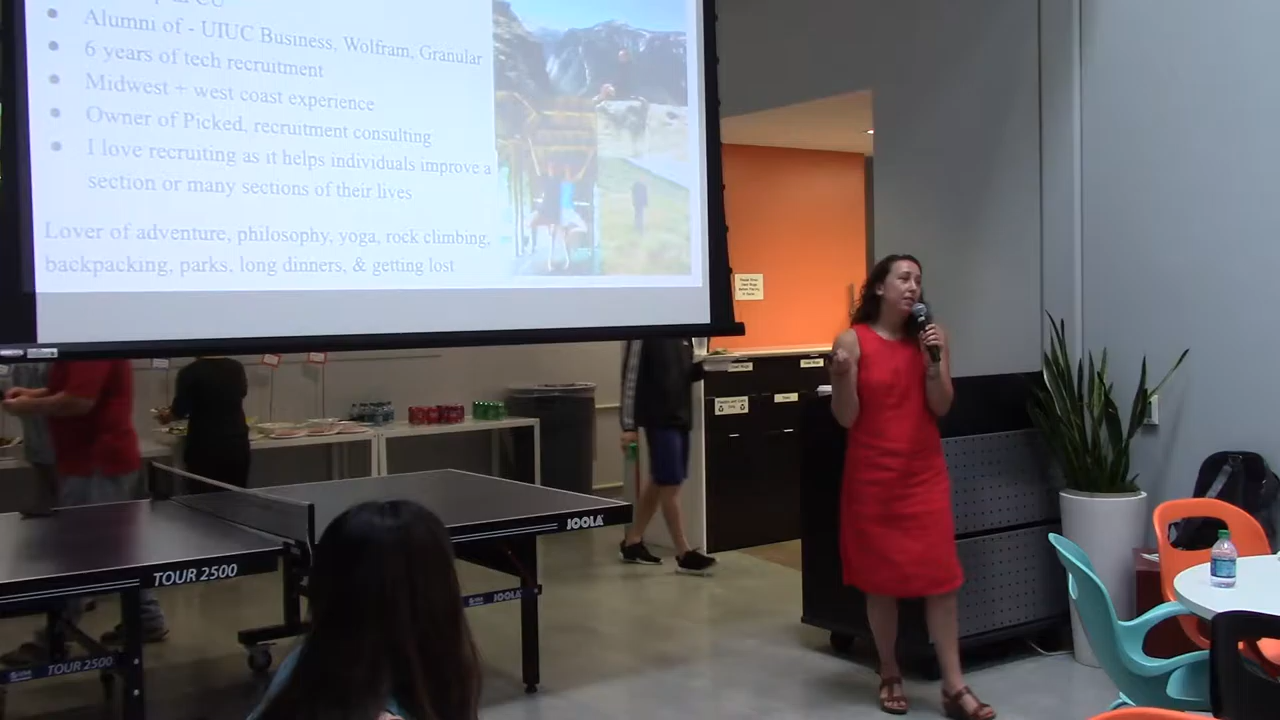 Alumni of - UIUC Business, Wolfram, Granular
6 years of tech recruitment
Midwest + west coast experience
Owner of Picked, recruitment consulting
I love recruiting as it helps individuals improve a
section or many sections of their lives
Lover of adventure, philosophy, yoga, rock climbing,
backpacking, parks, long dinners, & getting lost
JOOLA
TOUR 2500
JOOLA
TOUR 2500